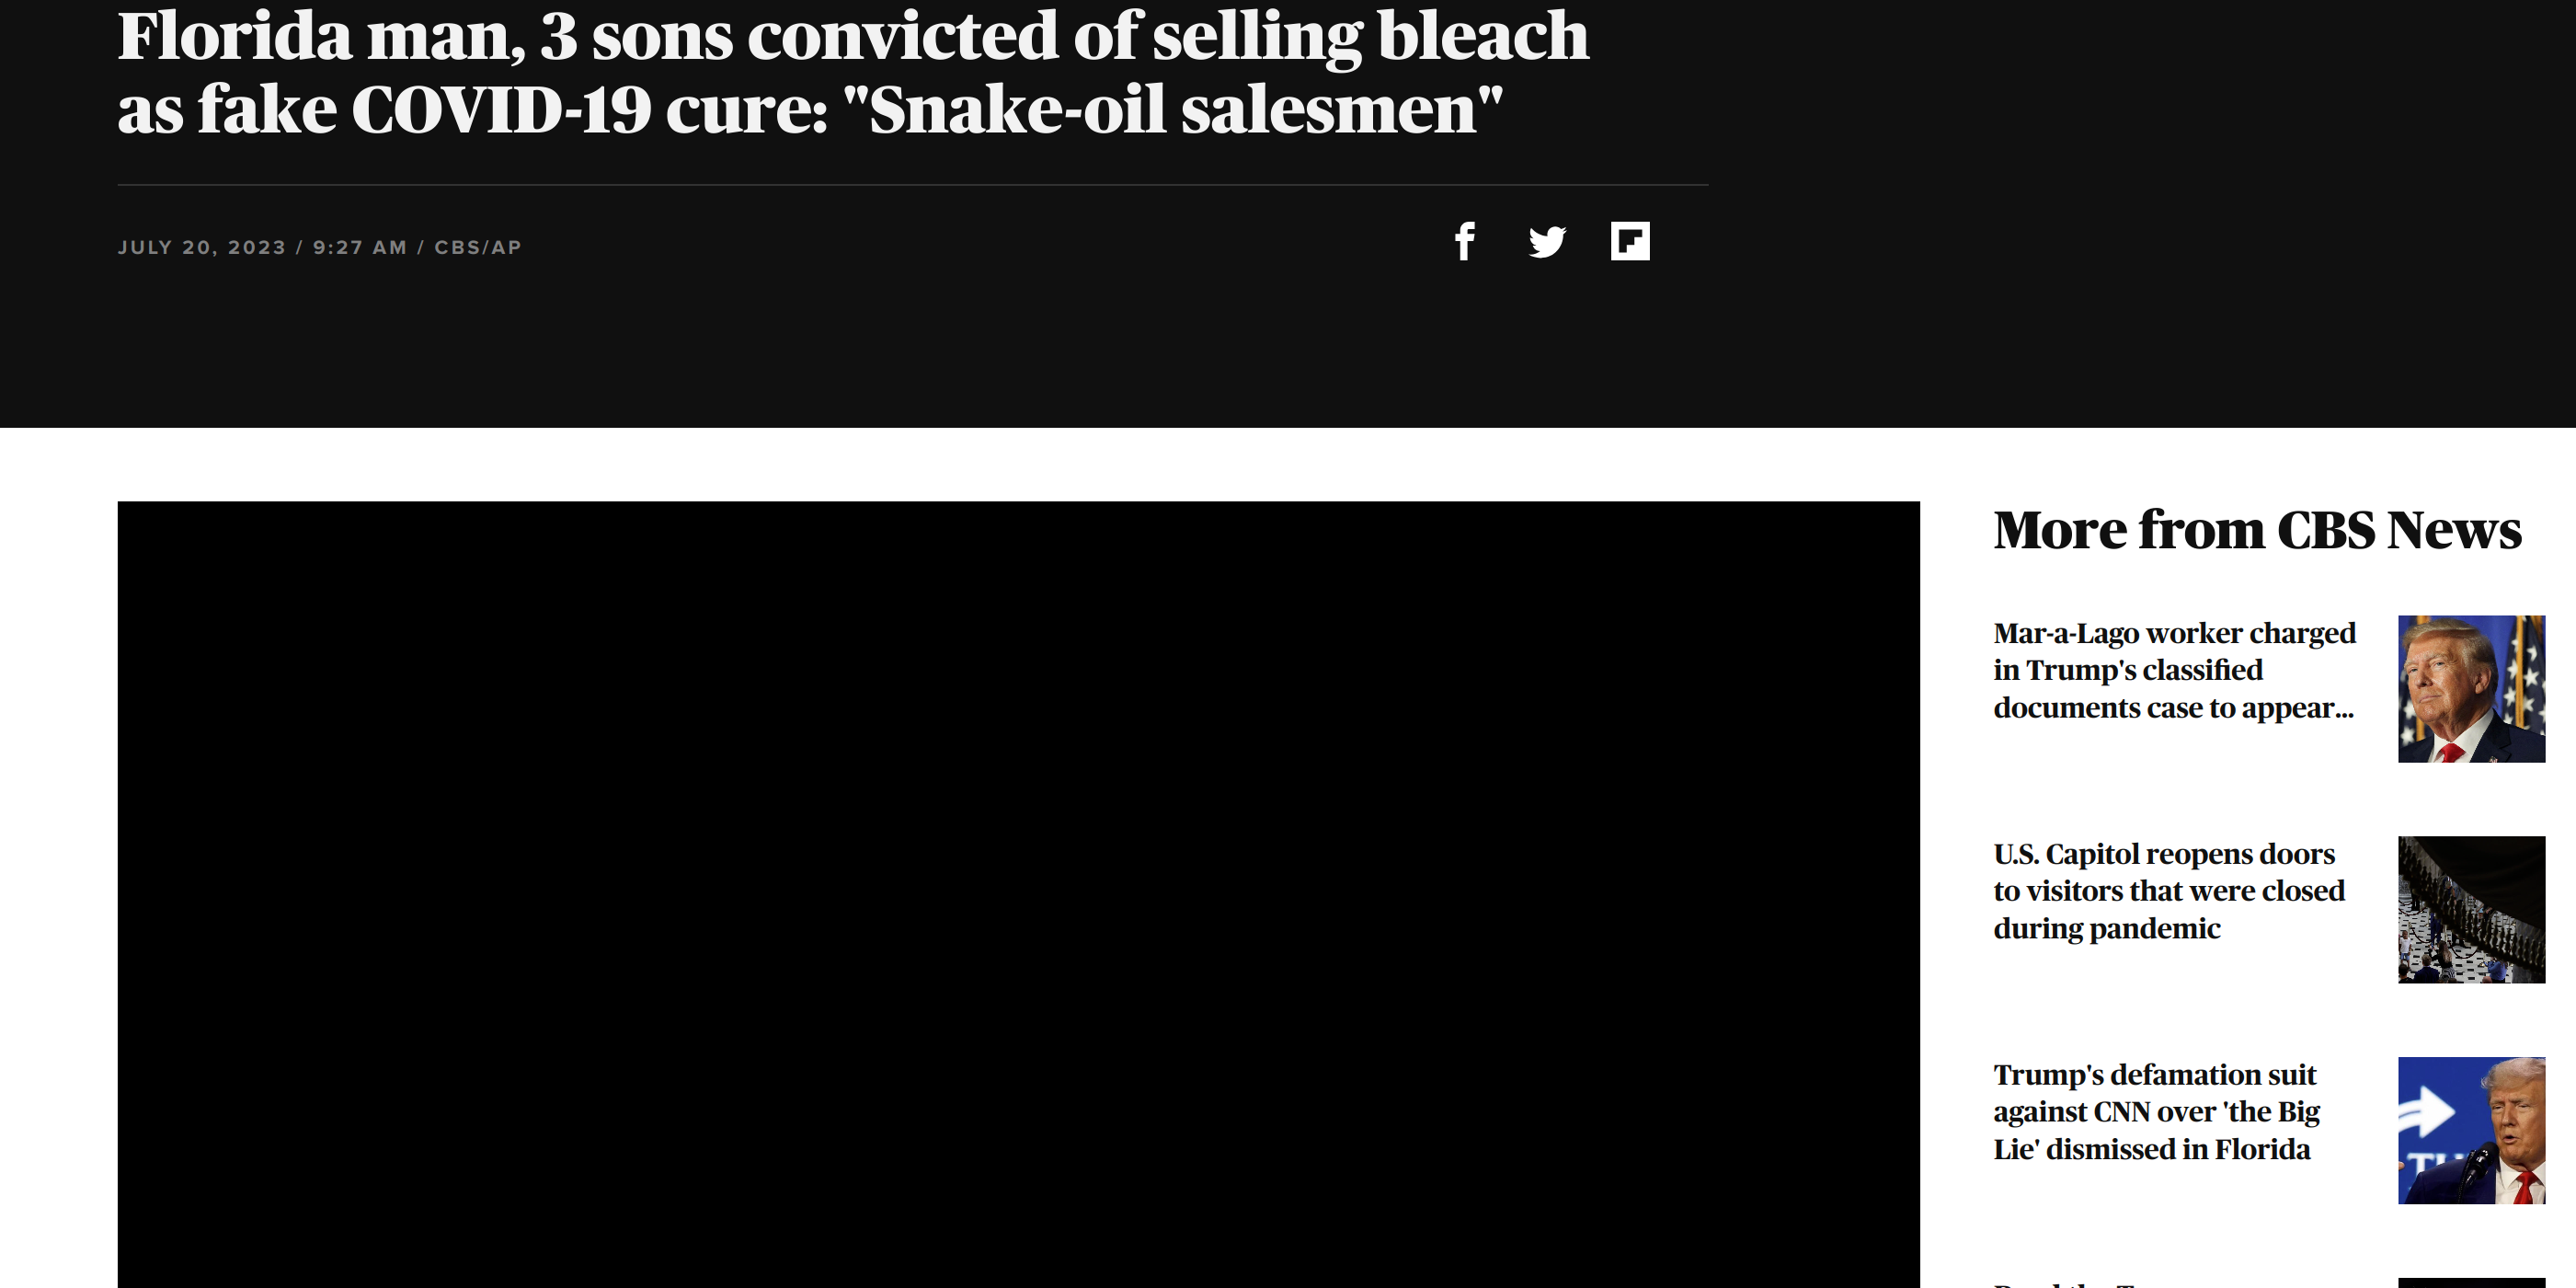 Florida man, 3 sons convicted of selling bleach
as fake COVID-19 cure: "Snake-oil salesmen"
JULY 20, 2023 / 9:27 AM / CBS/AP
More from CBS News
Mar-a-Lago worker charged
in Trump's classified
documents case to appear...
U.S. Capitol reopens doors
to visitors that were closed
during pandemic
Trump's defamation suit
against CNN over 'the Big
Lie' dismissed in Florida